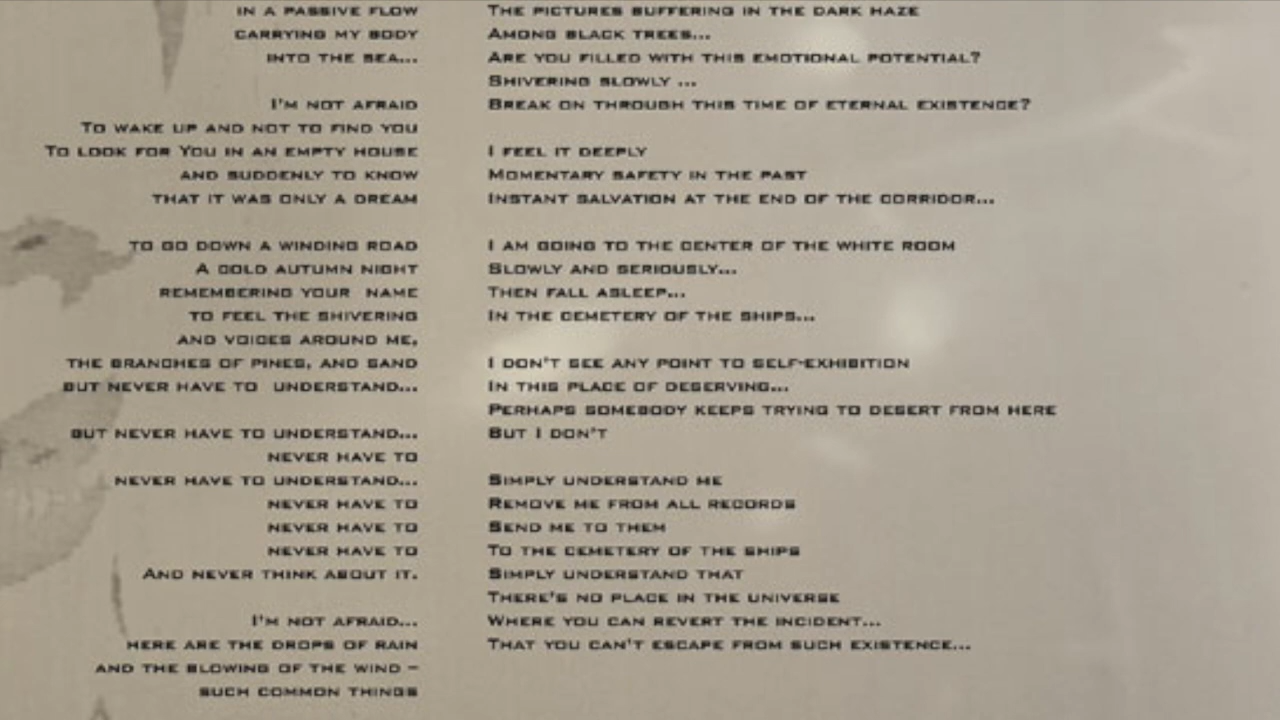 IN A PASSIVE FLOW
CARRYING MY BODY
INTO THE SEA...
I'M NOT AFRAID
TO WAKE UP AND NOT TO FIND YOU
TO LOOK FOR YOU IN AN EMPTY HOUSE
AND SUDDENLY TO KNOW
THAT IT WAS ONLY A DREAM
TO GO DOWN A WINDING ROAD
A COLD AUTUMN NIGHT
REMEMBERING YOUR NAME
TO FEEL THE SHIVERING
AND VOICES AROUND ME,
THE BRANCHES OF PINES, AND SAND
BUT NEVER HAVE TO UNDERSTAND...
BUT NEVER HAVE TO UNDERSTAND...
NEVER HAVE TO
NEVER HAVE TO UNDERSTAND...
NEVER HAVE TO
NEVER HAVE TO
NEVER HAVE TO
AND NEVER THINK ABOUT IT.
I'M NOT AFRAID...
HERE ARE THE DROPS OF RAIN
AND THE BLOWING OF THE WIND –
SUCH COMMON THINGS
THE PICTURES SUFFERING IN THE DARK HAZE
AMONG BLACK TREES...
ARE YOU FILLED WITH THIS EMOTIONAL POTENTIAL?
SHIVERING SLOWLY ...
BREAK ON THROUGH THIS TIME OF ETERNAL EXISTENCE?
I FEEL IT DEEPLY
MOMENTARY SAFETY IN THE PAST
INSTANT SALVATION AT THE END OF THE CORRIDOR...
I AM GOING TO THE CENTER OF THE WHITE ROOM
SLOWLY AND SERIOUSLY...
THEN FALL ASLEEP...
IN THE CEMETERY OF THE SHIPS...
I DON'T SEE ANY POINT TO SELF-EXHIBITION
IN THIS PLACE OF DESERVING...
PERHAPS SOMEBODY KEEPS TRYING TO DESERT FROM HERE
BUT I DON'T
SIMPLY UNDERSTAND ME
REMOVE ME FROM ALL RECORDS
SEND ME TO THEM
TO THE CEMETERY OF THE SHIPS
SIMPLY UNDERSTAND THAT
THERE'S NO PLACE IN THE UNIVERSE
WHERE YOU CAN REVERT THE INCIDENT...
THAT YOU CAN'T ESCAPE FROM SUCH EXISTENCE...